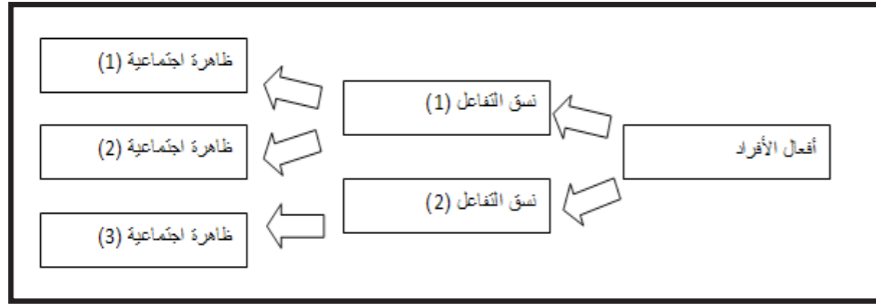 أفعال الأفراد
نسق التفاعل (1)
نسق التفاعل (2)
ظاهرة اجتماعية (1)
ظاهرة اجتماعية (2)
ظاهرة اجتماعية (3)